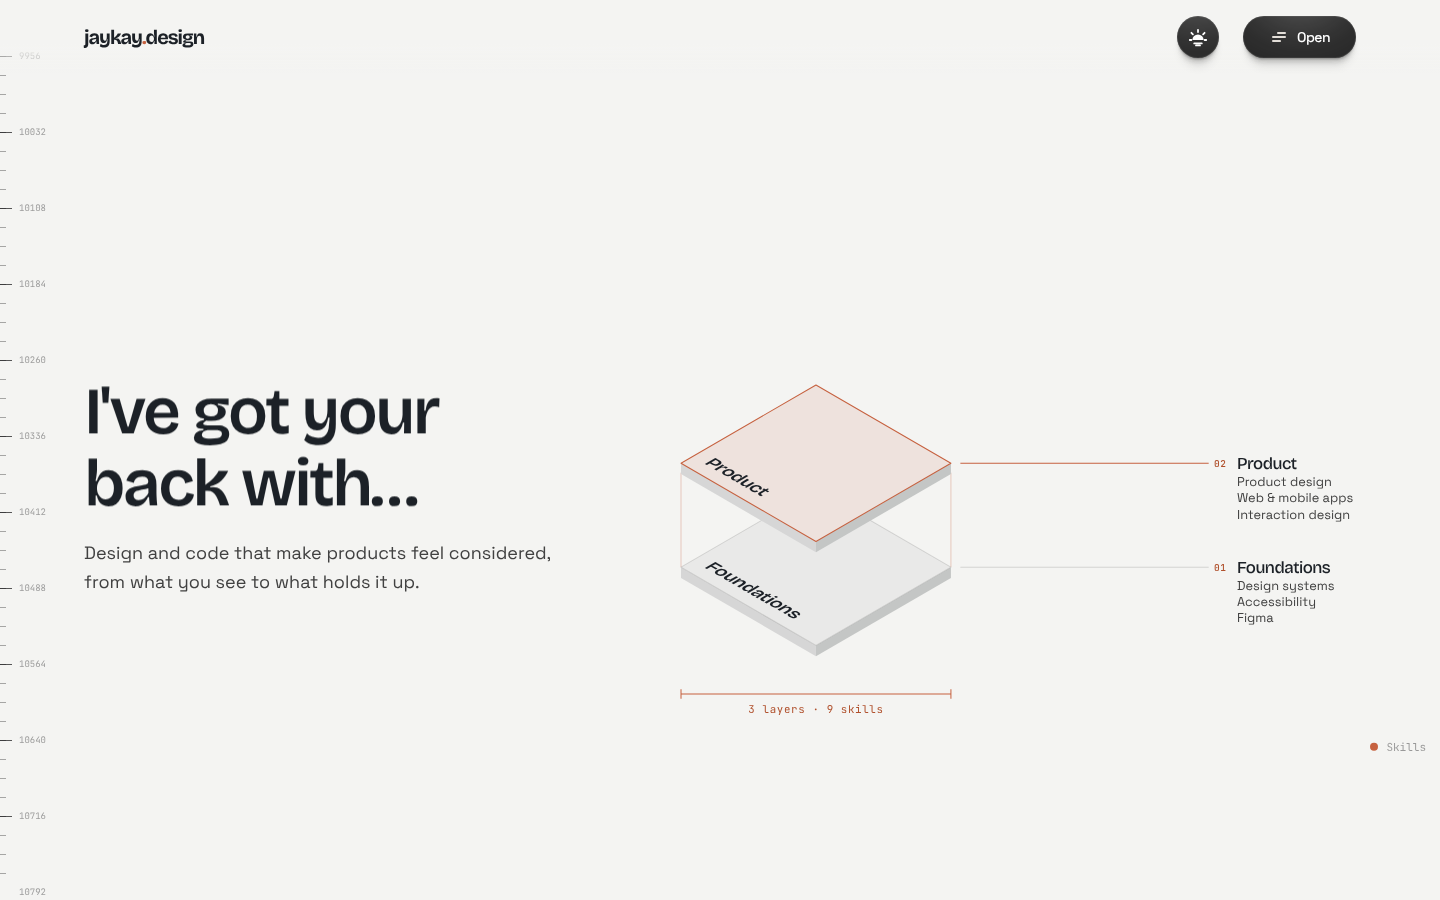 jaykay.design
Open
9956
10032
10108
10184
10260
10336
10412
10488
10564
10640
10716
10792
I've got your
back with...
Design and code that make products feel considered,
from what you see to what holds it up.
Product
Foundations
3 layers · 9 skills
02 Product
Product design
Web & mobile apps
Interaction design
01 Foundations
Design systems
Accessibility
Figma
Skills